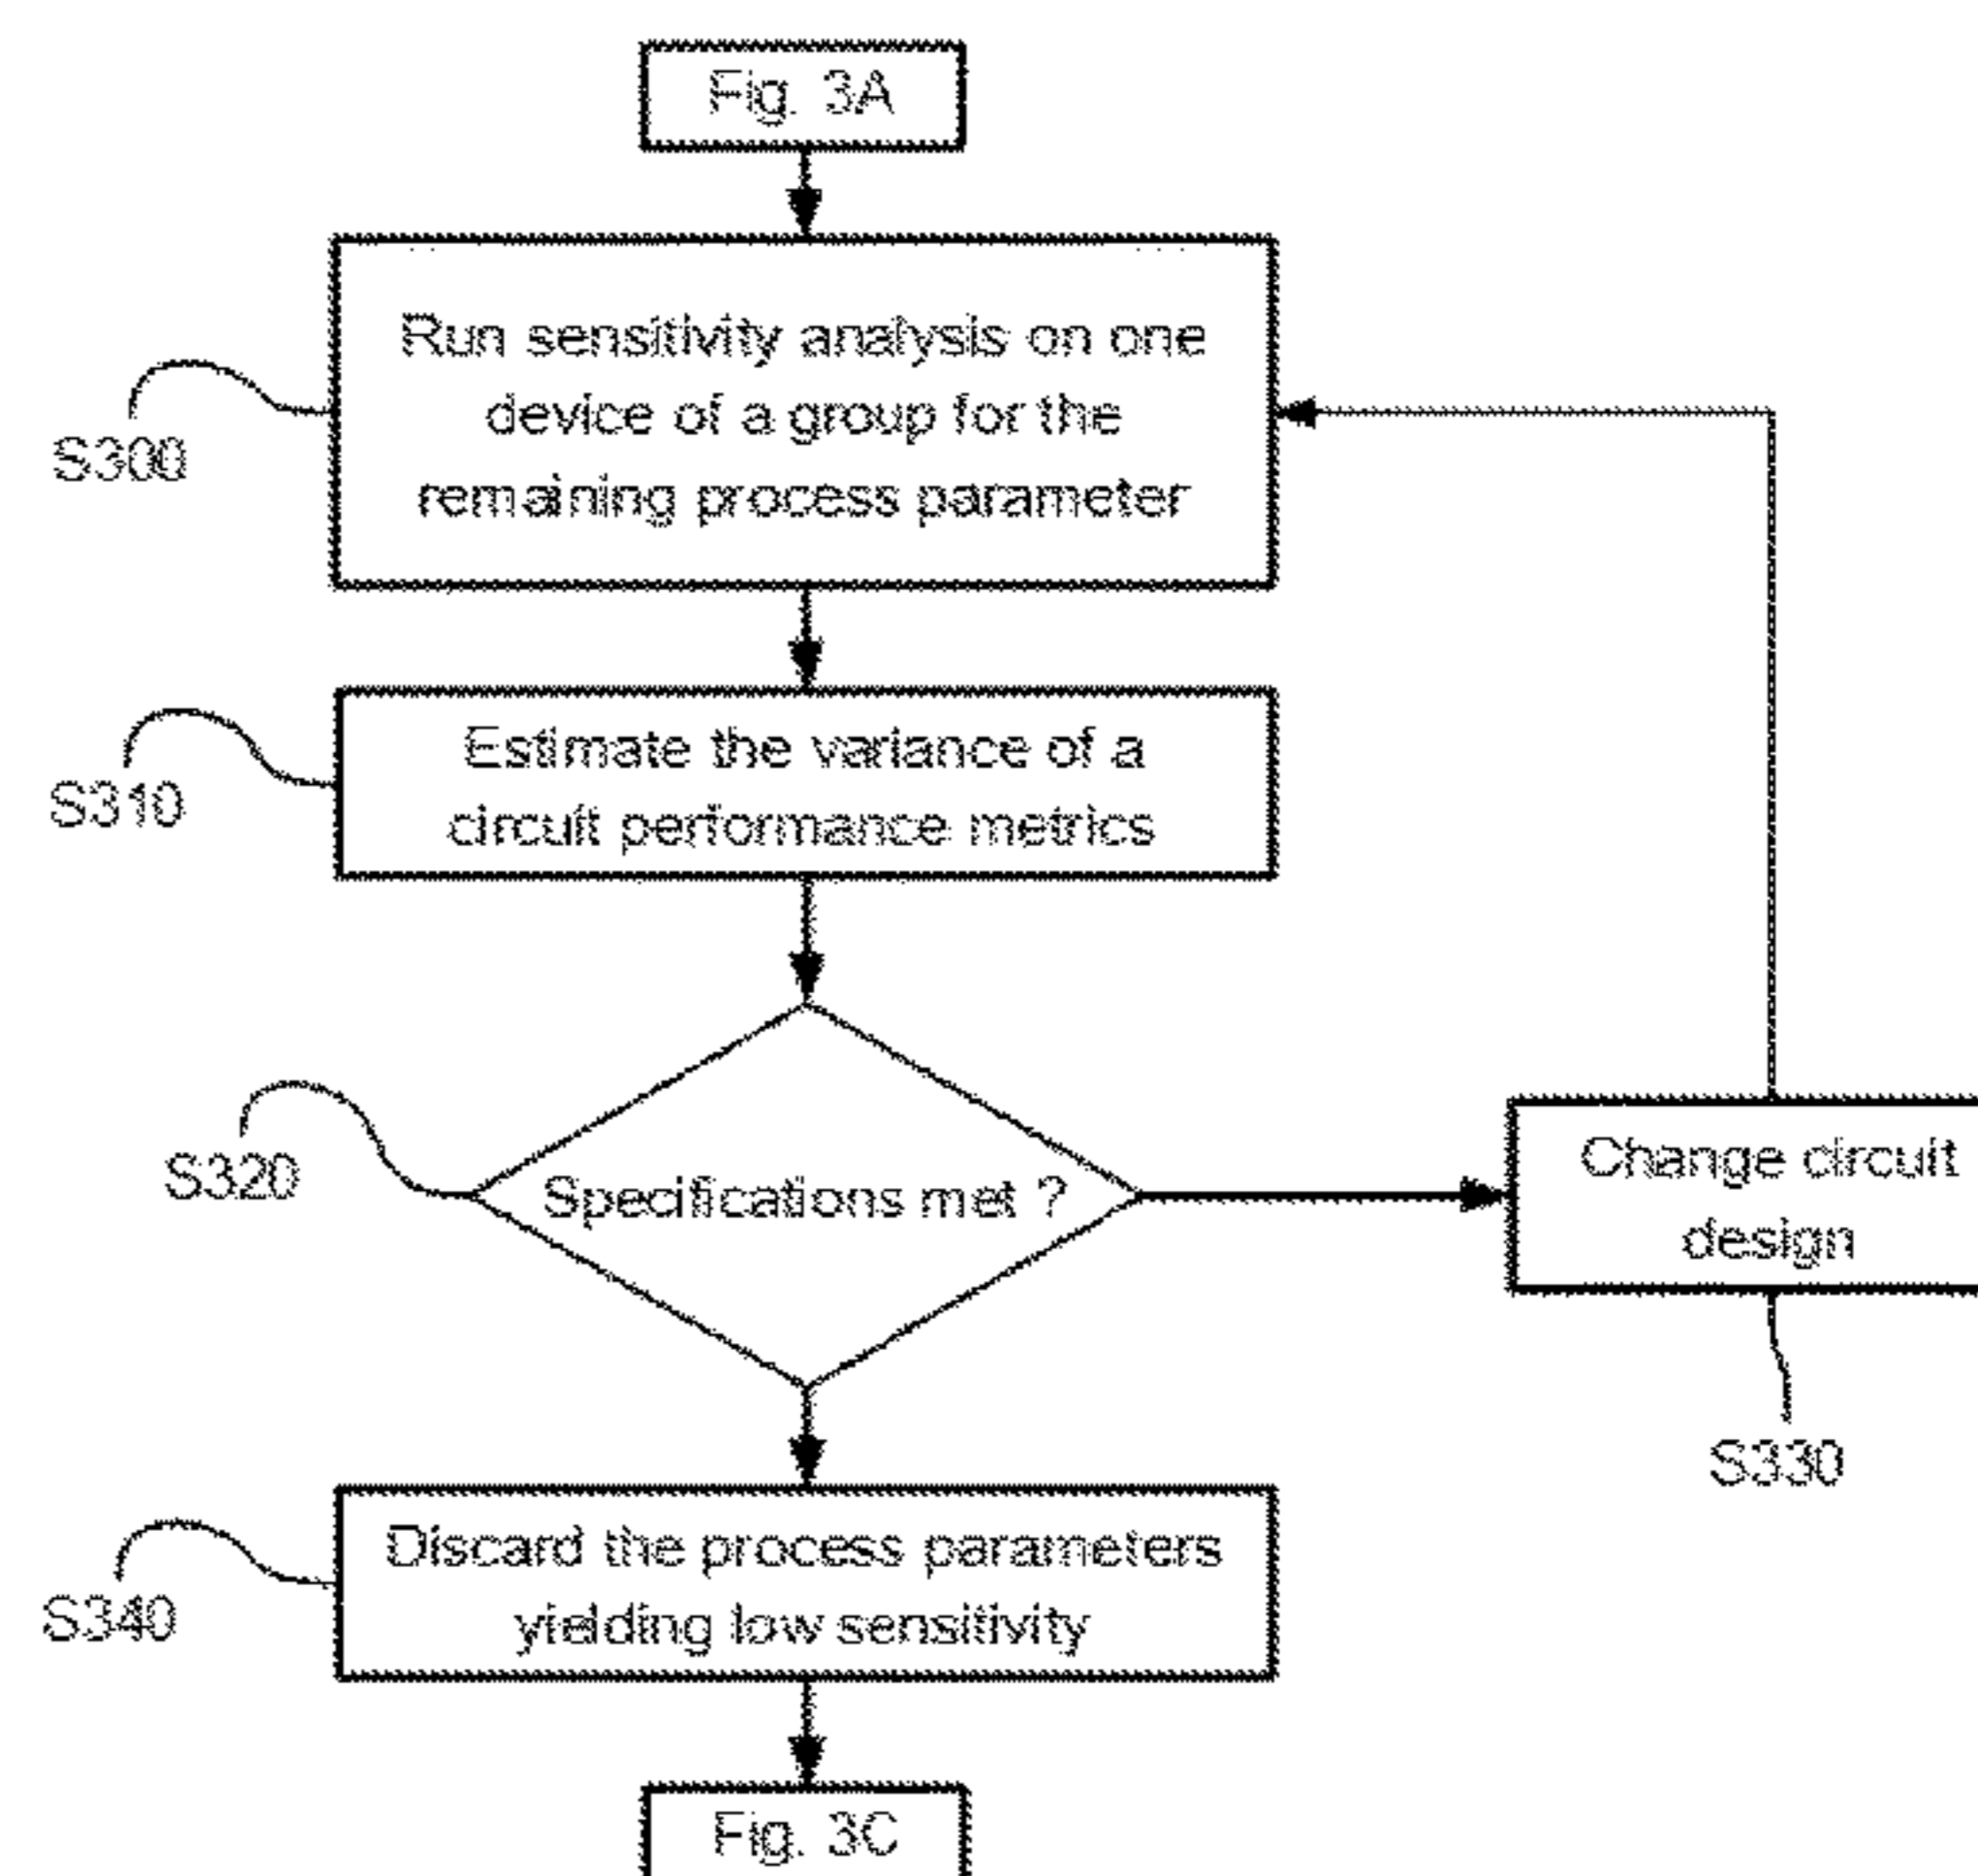 Fig. 3A
Run sensitivity analysis on one
device of a group for the
remaining process parameter
S300
Estimate the variance of a
circuit performance metrics
S310
Specifications met ?
S320
Change circuit
design
S330
Discard the process parameters
yielding low sensitivity
S340
Fig. 3C